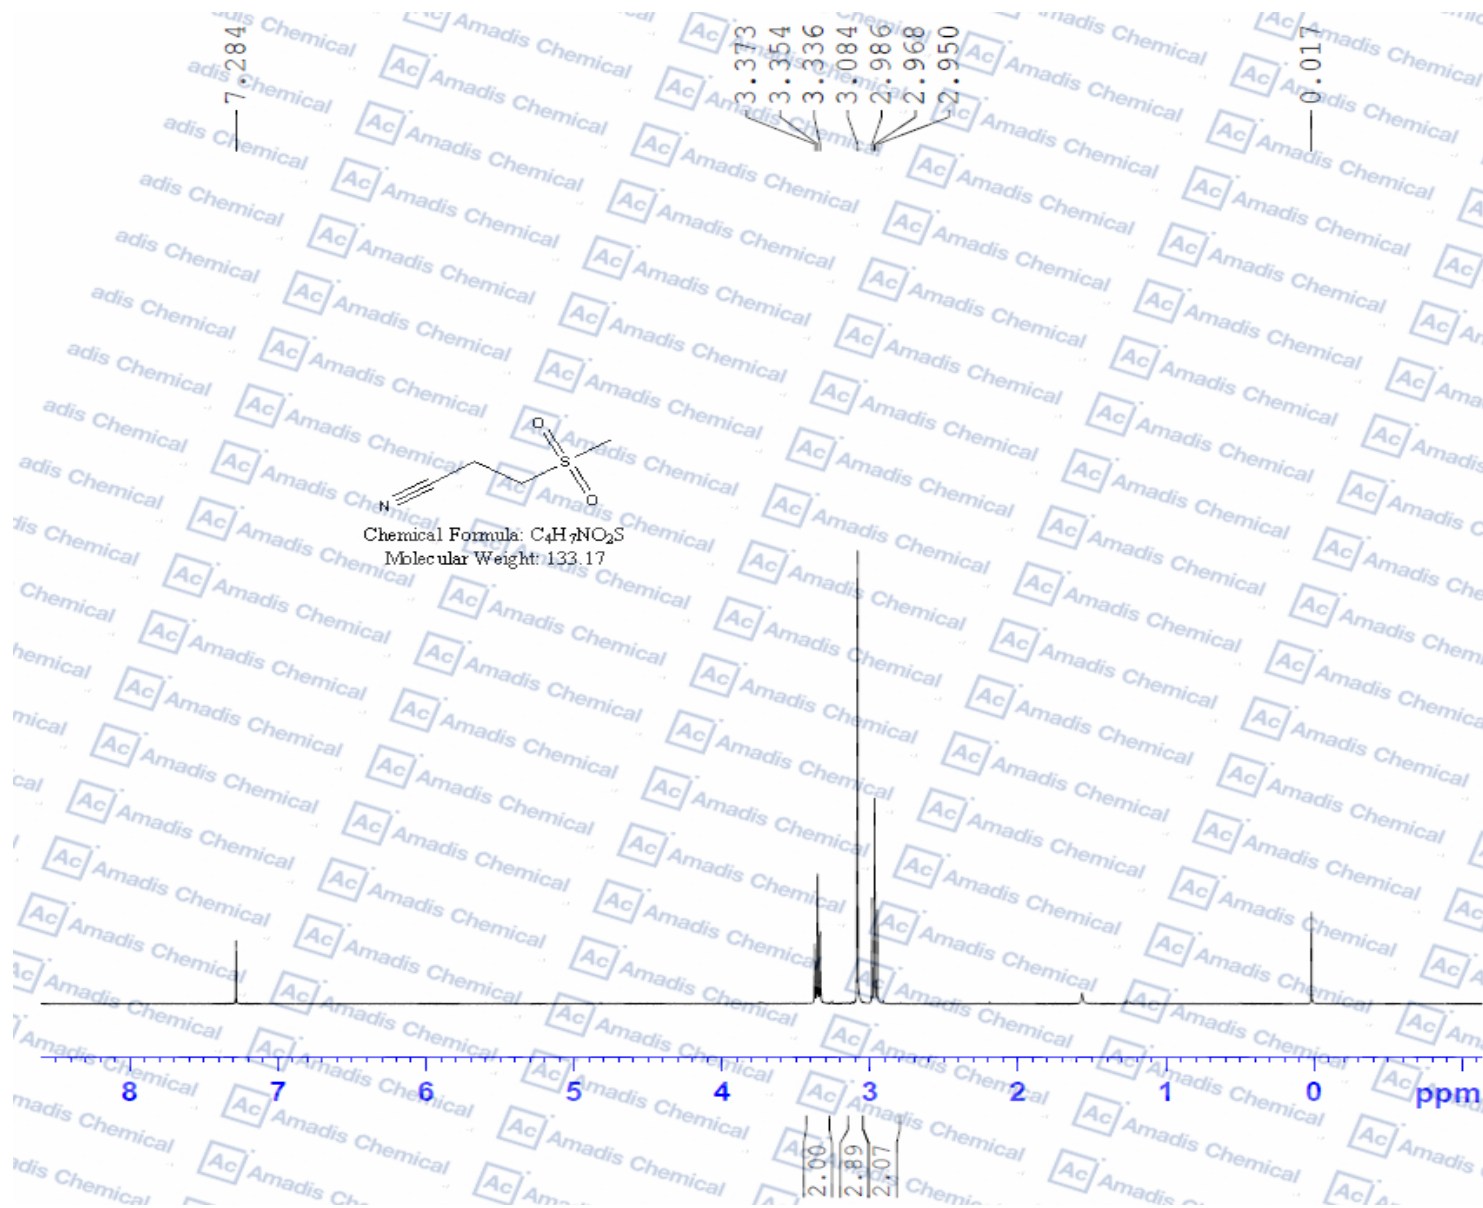 7.284
3.373
3.354
3.336
3.084
2.986
2.968
2.950
0.017
O
S
O
N
Chemical Formula: C₄H₇NO₂S
Molecular Weight: 133.17
8 7 6 5 4 3 2 1 0 ppm
2.00
2.89
2.07
Ac Amadis Chemical